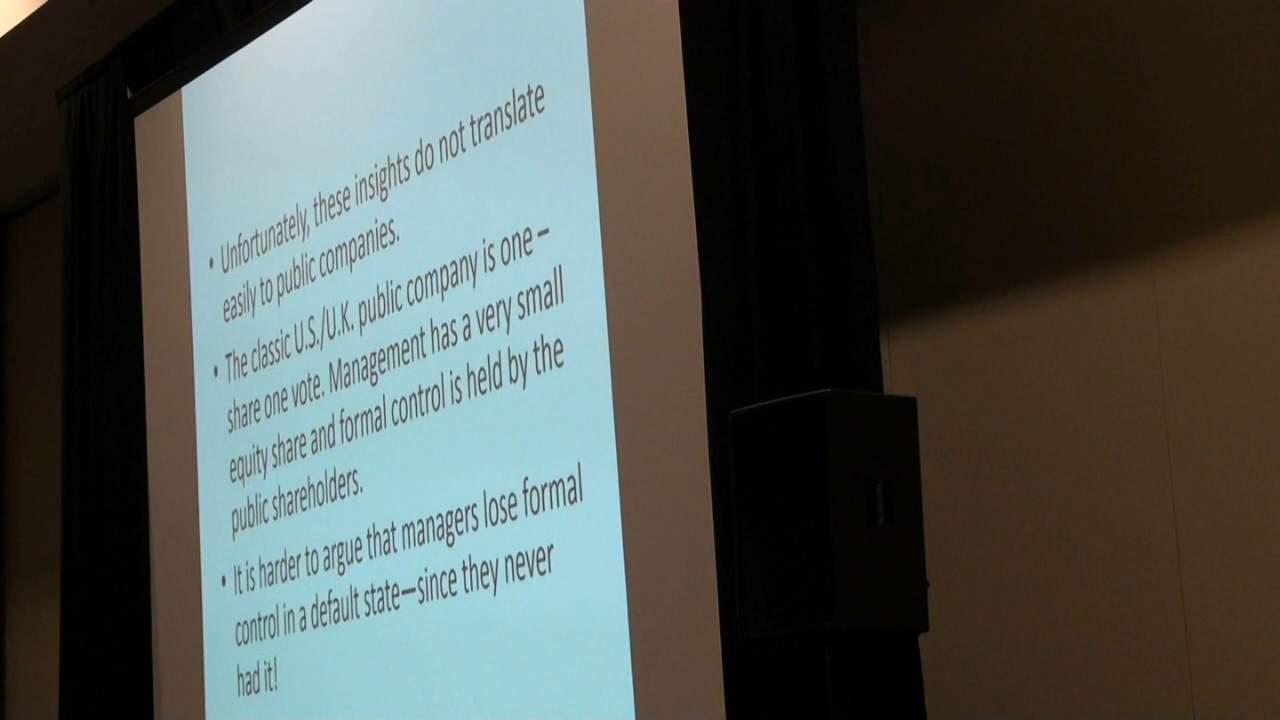 • Unfortunately, these insights do not translate
easily to public companies.
• The classic U.S./U.K. public company is one –
share one vote. Management has a very small
equity share and formal control is held by the
public shareholders.
• It is harder to argue that managers lose formal
control in a default state—since they never
had it!